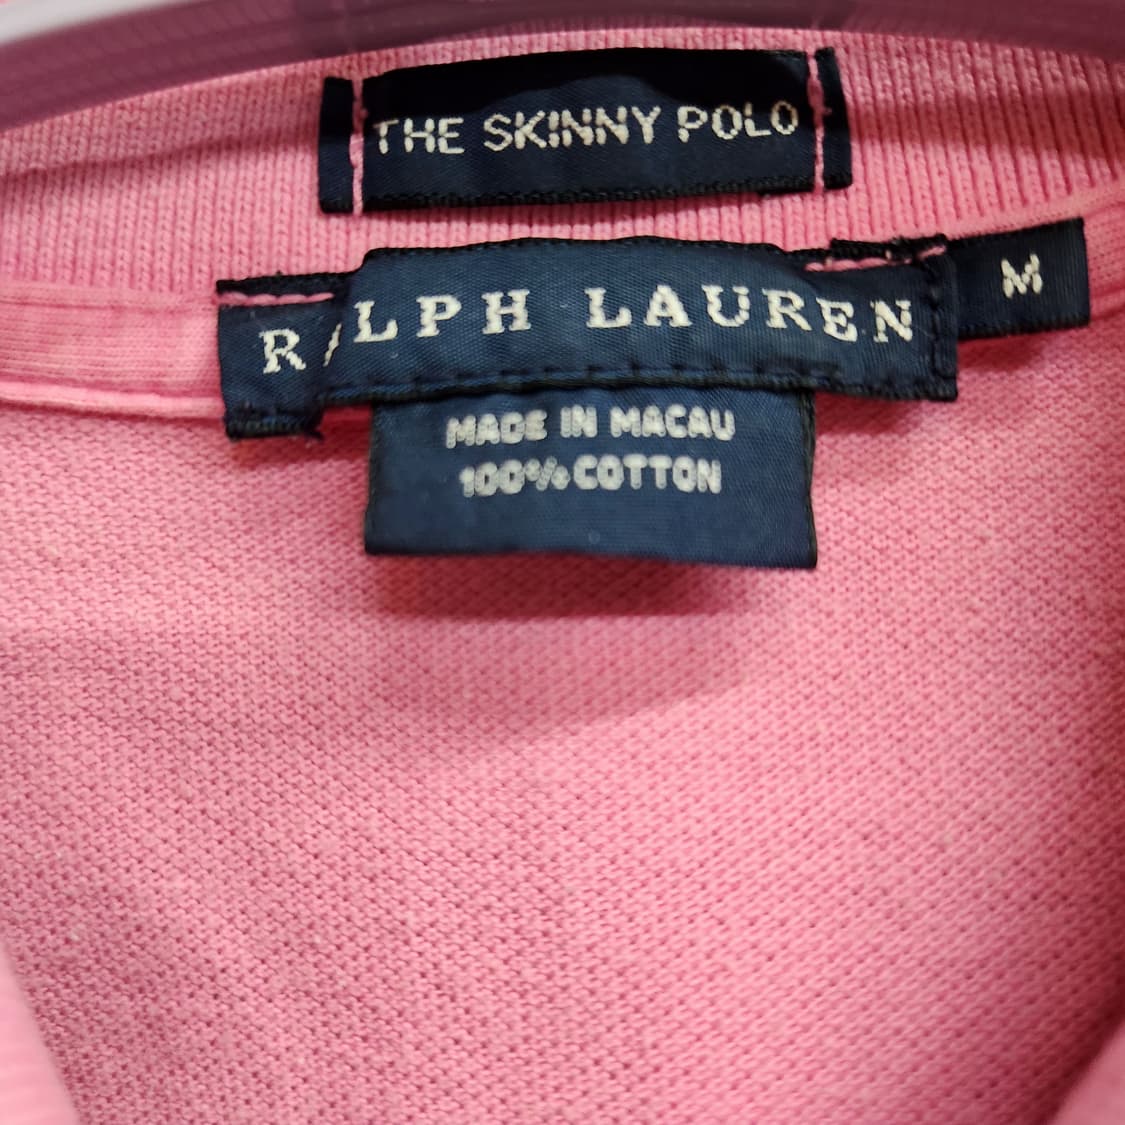 THE SKINNY POLO
RALPH LAUREN
M
MADE IN MACAU
100% COTTON